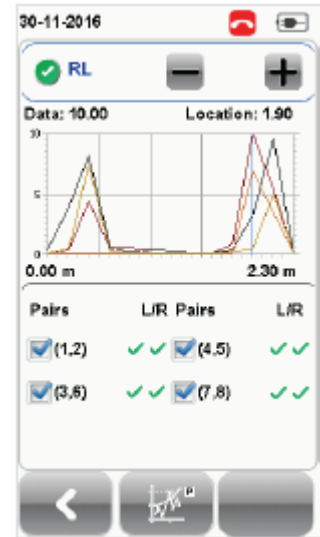 30-11-2016
RL
Data: 10.00 Location: 1.90
10
5
0
0.00 m 2.30 m
Pairs L/R Pairs L/R
(1,2) (4,5)
(3,6) (7,8)
P